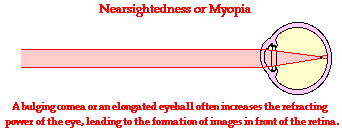 Nearsightedness or Myopia
A bulging cornea or an elongated eyeball often increases the refracting
power of the eye, leading to the formation of images in front of the retina.